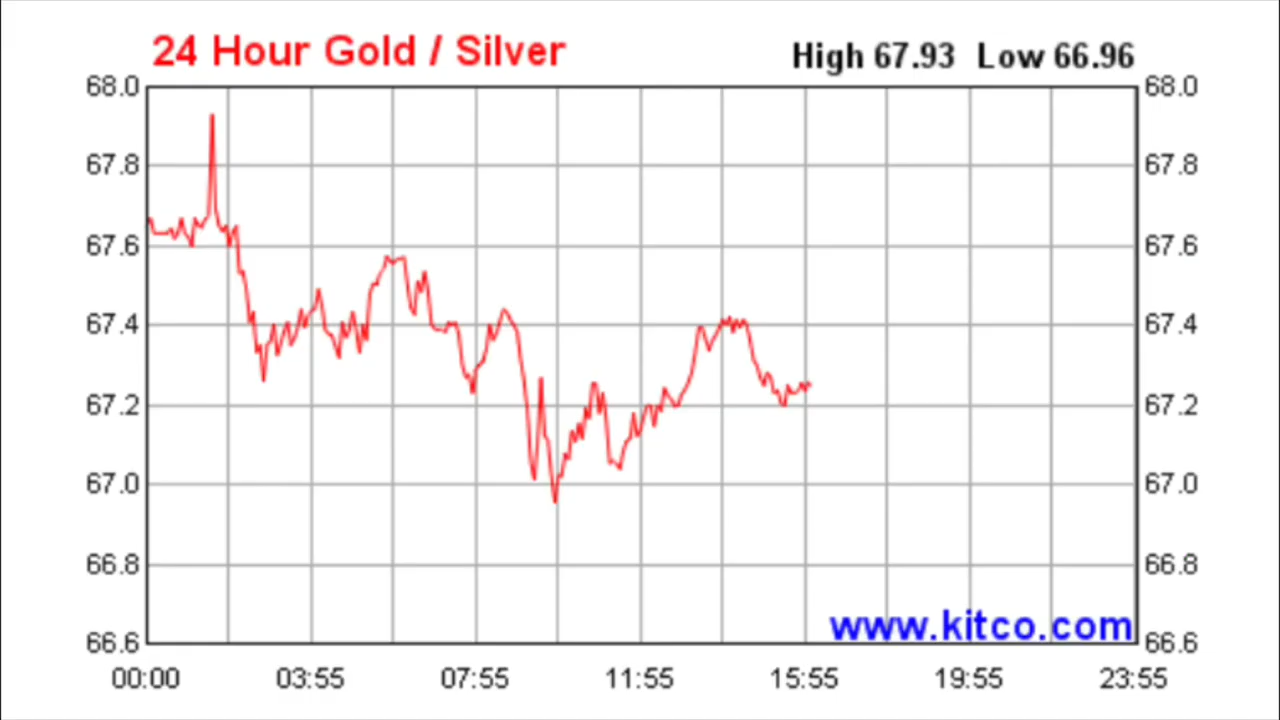 24 Hour Gold / Silver High 67.93 Low 66.96
68.0 68.0
67.8 67.8
67.6 67.6
67.4 67.4
67.2 67.2
67.0 67.0
66.8 66.8
www.kitco.com
66.6 66.6
00:00 03:55 07:55 11:55 15:55 19:55 23:55